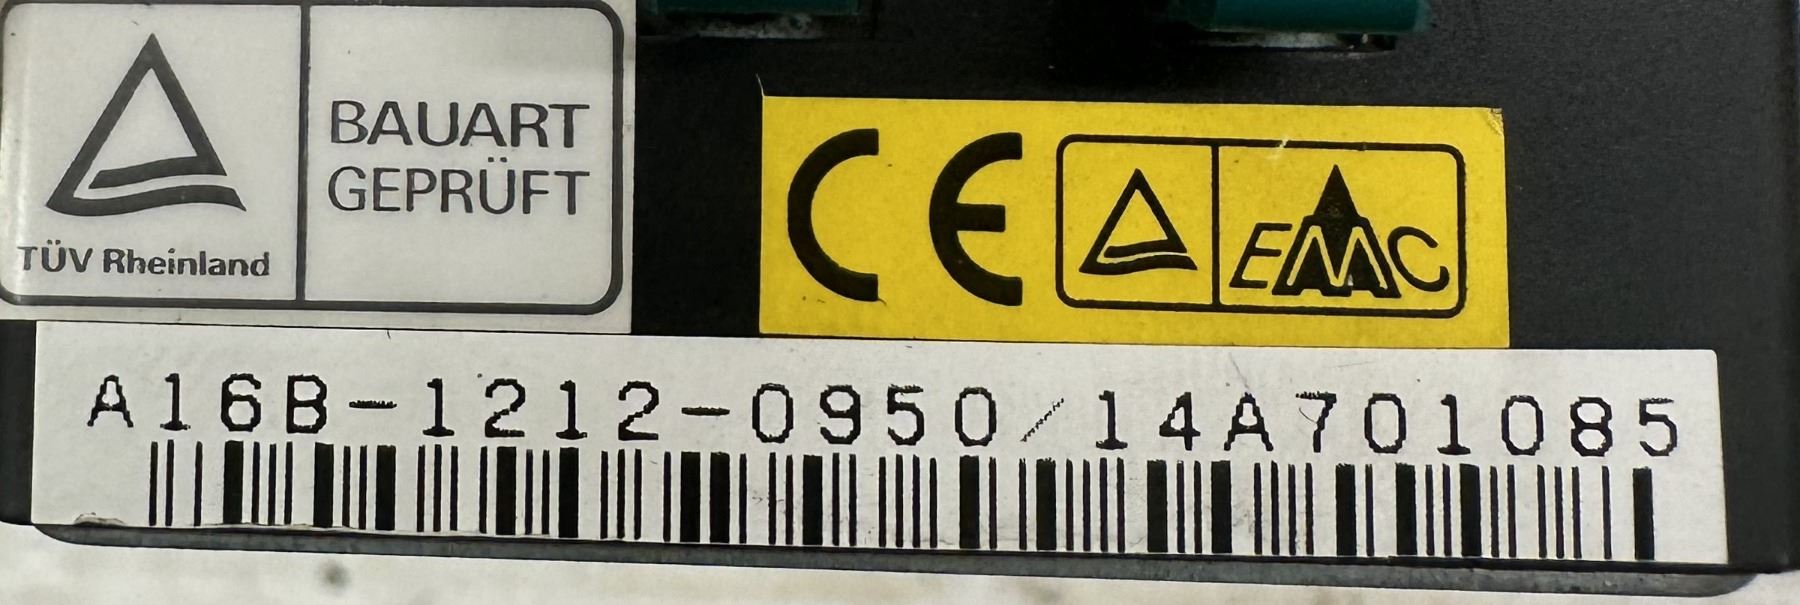 BAUART
GEPRÜFT
TÜV Rheinland
CE
EMC
A16B-1212-0950/14A701085